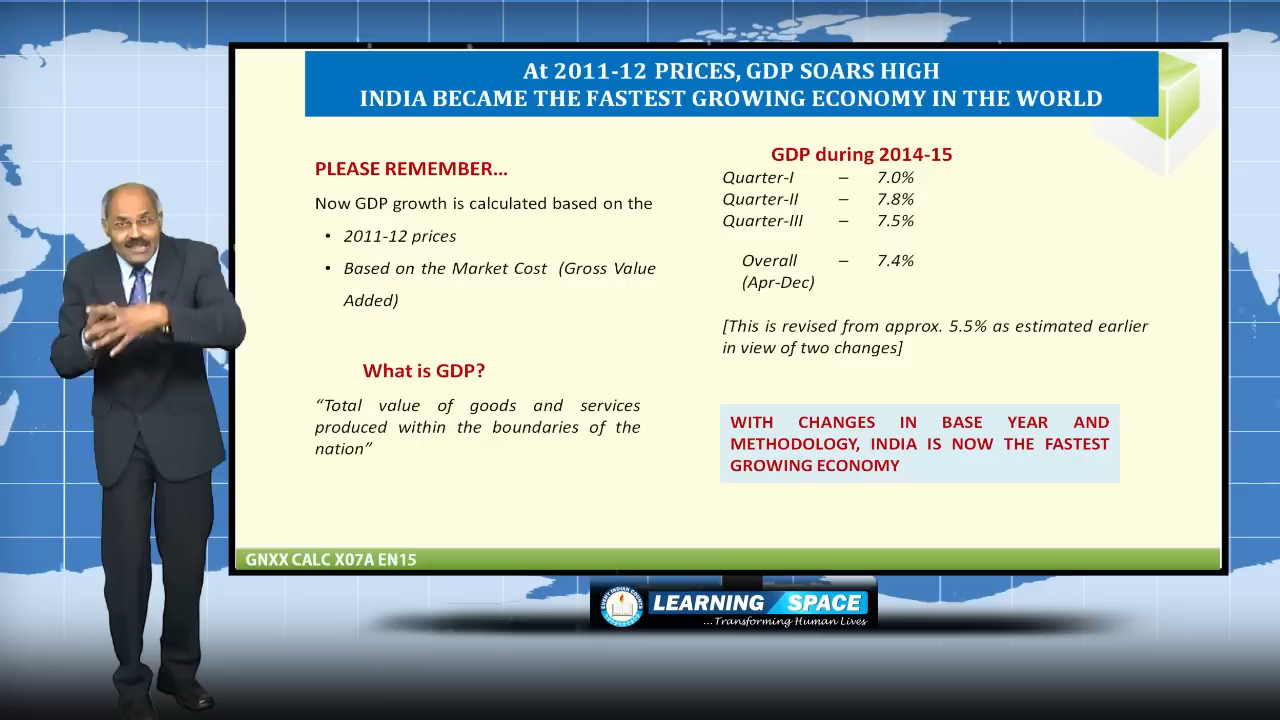 At 2011-12 PRICES, GDP SOARS HIGH
INDIA BECAME THE FASTEST GROWING ECONOMY IN THE WORLD
PLEASE REMEMBER...
Now GDP growth is calculated based on the
• 2011-12 prices
• Based on the Market Cost (Gross Value
Added)
What is GDP?
“Total value of goods and services
produced within the boundaries of the
nation”
GDP during 2014-15
Quarter-I – 7.0%
Quarter-II – 7.8%
Quarter-III – 7.5%
Overall – 7.4%
(Apr-Dec)
[This is revised from approx. 5.5% as estimated earlier
in view of two changes]
WITH CHANGES IN BASE YEAR AND
METHODOLOGY, INDIA IS NOW THE FASTEST
GROWING ECONOMY
GNXX CALC X07A EN15
EVERY INDIAN COUNTS
LEARNING SPACE
...Transforming Human Lives